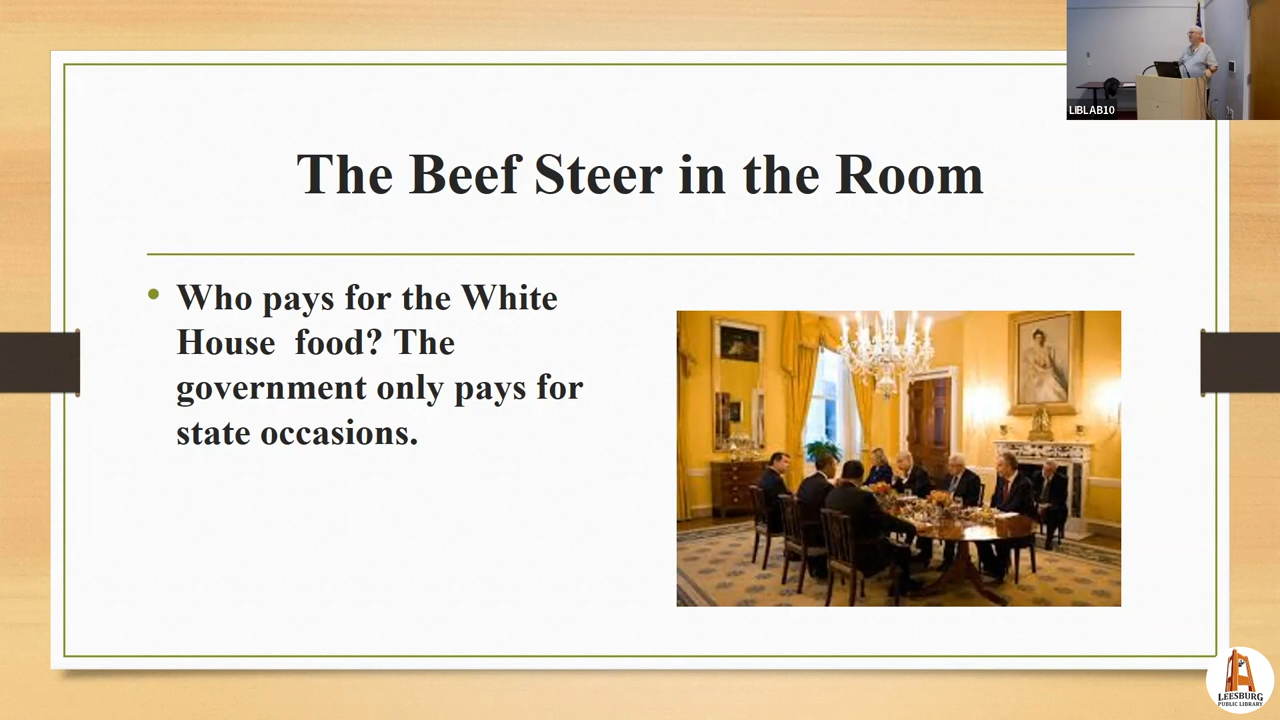 LIBLAB10
The Beef Steer in the Room
Who pays for the White
House  food? The
government only pays for
state occasions.
LEESBURG
PUBLIC LIBRARY